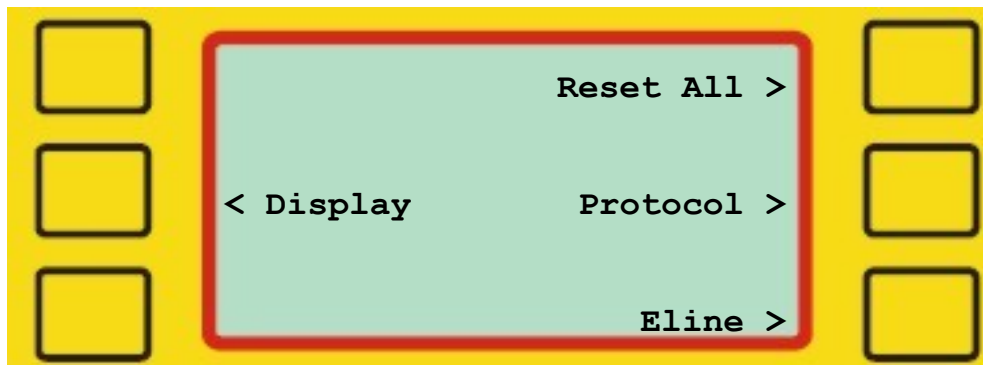 Reset All >
< Display Protocol >
Eline >